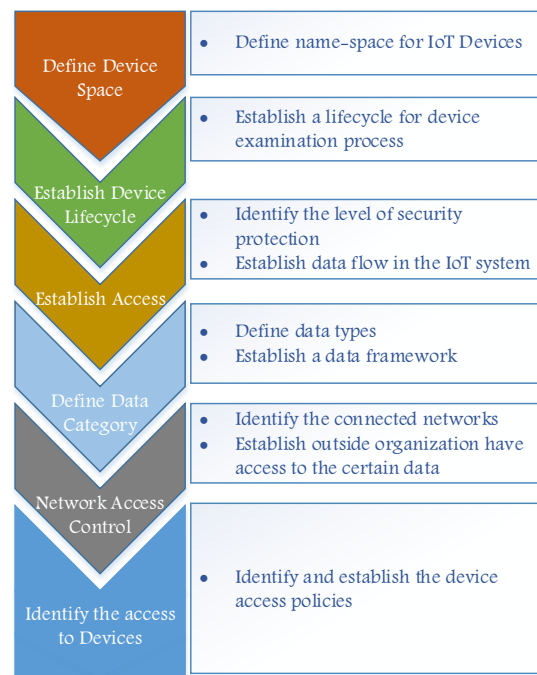 Define Device
Space
• Define name-space for IoT Devices
Establish Device
Lifecycle
• Establish a lifecycle for device
examination process
Establish Access
• Identify the level of security
protection
• Establish data flow in the IoT system
Define Data
Category
• Define data types
• Establish a data framework
Network Access
Control
• Identify the connected networks
• Establish outside organization have
access to the certain data
Identify the access
to Devices
• Identify and establish the device
access policies